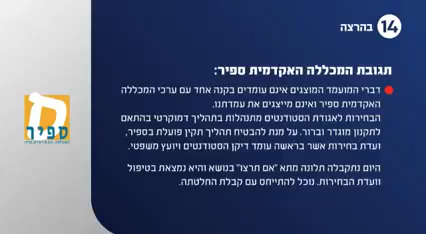 14 בהרצה
תגובת המכללה האקדמית ספיר:
דברי המועמד המוצגים אינם עומדים בקנה אחד עם ערכי המכללה
האקדמית ספיר ואינם מייצגים את עמדתנו.
הבחירות לאגודת הסטודנטים מתנהלות בתהליך דמוקרטי בהתאם
לתקנון מוגדר וברור. על מנת להבטיח תהליך תקין פועלת בספיר,
ועדת בחירות אשר בראשה עומד דיקן הסטודנטים ויועץ משפטי.
היום נתקבלה תלונה מתא "אם תרצו" בנושא והיא נמצאת בטיפול
וועדת הבחירות. נוכל להתייחס עם קבלת החלטתה.
ספיר